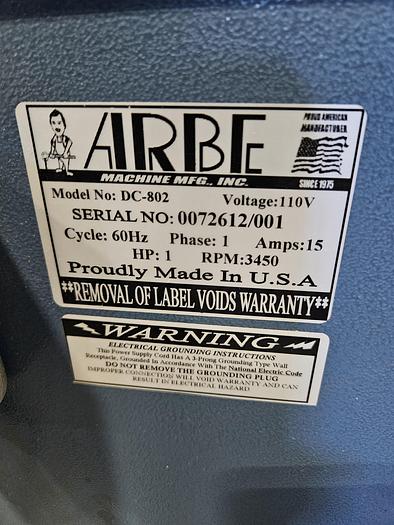 ARBE
PROUD AMERICAN
MANUFACTURER
MACHINE MFG., INC.
SINCE 1975
Model No: DC-802 Voltage:110V
SERIAL NO: 0072612/001
Cycle: 60Hz Phase: 1 Amps:15
HP: 1 RPM:3450
Proudly Made In U.S.A
**REMOVAL OF LABEL VOIDS WARRANTY**
WARNING
ELECTRICAL GROUNDING INSTRUCTIONS
This Power Supply Cord Has A 3-Prong Grounding Type Wall
Receptacle, Grounded In Accordance With The National Electric Code
DO NOT REMOVE THE GROUNDING PLUG
IMPROPER CONNECTION WILL VOID WARRANTY AND CAN
RESULT IN ELECTRICAL HAZARD